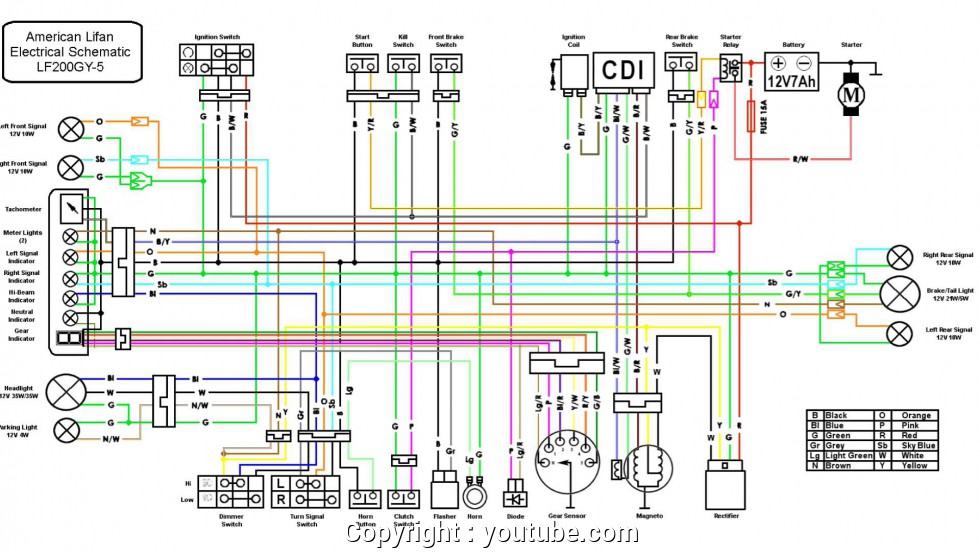 American Lifan
Electrical Schematic
LF200GY-5
Ignition Switch
Start
Button
Kill
Switch
Front Brake
Switch
Ignition
Coil
CDI
Rear Brake
Switch
Starter
Relay
Battery
12V7Ah
Starter
M
FUSE 15A
R/W
G
B
B/W
R
B
Y/R
G
B/W
B
G/Y
G
B/Y
B/Y
G
Bl/W
G/W
B/R
B/W
B
G/Y
Y/R
P
R
Left Front Signal
12V 10W
O
G
Right Front Signal
12V 10W
Sb
G
Tachometer
Meter Lights
(2)
Left Signal
Indicator
Right Signal
Indicator
Hi-Beam
Indicator
Neutral
Indicator
Gear
Indicator
N
B/Y
O
B
G
Sb
Bl
G
G/Y
N
O
Right Rear Signal
12V 10W
Brake/Tail Light
12V 21W/5W
Left Rear Signal
12V 10W
Headlight
12V 35W/35W
Parking Light
12V 4W
Bl
W
G
N/W
Bl
W
G
N/W
N
Y
Gr
Bl
O
Sb
B
Lg
G
P
B
Gr
Lg
G
P
Lg/R
Lg/R
P
Bl/R
Y/W
R/Y
G/B
Bl/W
G/W
B/R
Y
W
W
Y
G
R
B Black O Orange
Bl Blue P Pink
G Green R Red
Gr Grey Sb Sky Blue
Lg Light Green W White
N Brown Y Yellow
Hi
Low
L
R
Dimmer
Switch
Turn Signal
Switch
Horn
Button
Clutch
Switch
Flasher
Horn
Diode
Gear Sensor
Magneto
Rectifier
Copyright : youtube.com